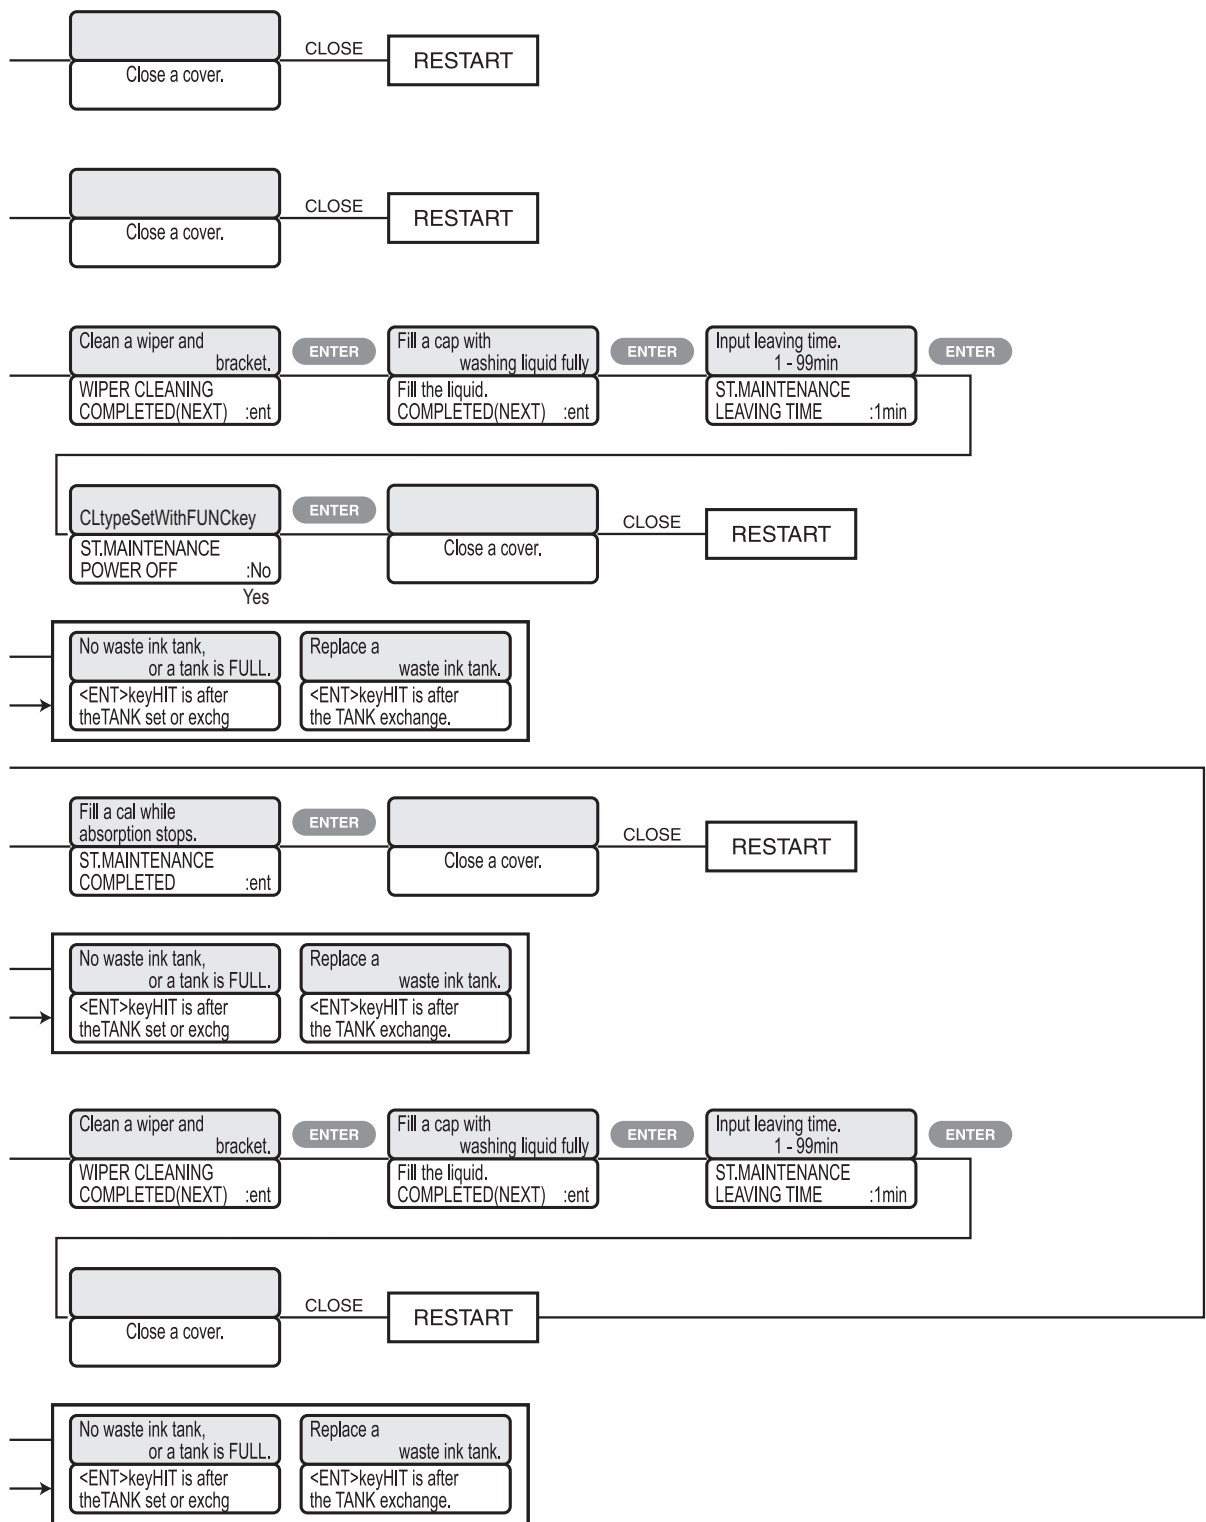 CLOSE
RESTART
Close a cover.
CLOSE
RESTART
Close a cover.
Clean a wiper and
bracket.
WIPER CLEANING
COMPLETED(NEXT) :ent
ENTER
Fill a cap with
washing liquid fully
Fill the liquid.
COMPLETED(NEXT) :ent
ENTER
Input leaving time.
1 - 99min
ST.MAINTENANCE
LEAVING TIME :1min
ENTER
CLtypeSetWithFUNCkey
ST.MAINTENANCE
POWER OFF :No
Yes
ENTER
Close a cover.
CLOSE
RESTART
No waste ink tank,
or a tank is FULL.
<ENT>keyHIT is after
theTANK set or exchg
Replace a
waste ink tank.
<ENT>keyHIT is after
the TANK exchange.
Fill a cal while
absorption stops.
ST.MAINTENANCE
COMPLETED :ent
ENTER
Close a cover.
CLOSE
RESTART
No waste ink tank,
or a tank is FULL.
<ENT>keyHIT is after
theTANK set or exchg
Replace a
waste ink tank.
<ENT>keyHIT is after
the TANK exchange.
Clean a wiper and
bracket.
WIPER CLEANING
COMPLETED(NEXT) :ent
ENTER
Fill a cap with
washing liquid fully
Fill the liquid.
COMPLETED(NEXT) :ent
ENTER
Input leaving time.
1 - 99min
ST.MAINTENANCE
LEAVING TIME :1min
ENTER
Close a cover.
CLOSE
RESTART
No waste ink tank,
or a tank is FULL.
<ENT>keyHIT is after
theTANK set or exchg
Replace a
waste ink tank.
<ENT>keyHIT is after
the TANK exchange.